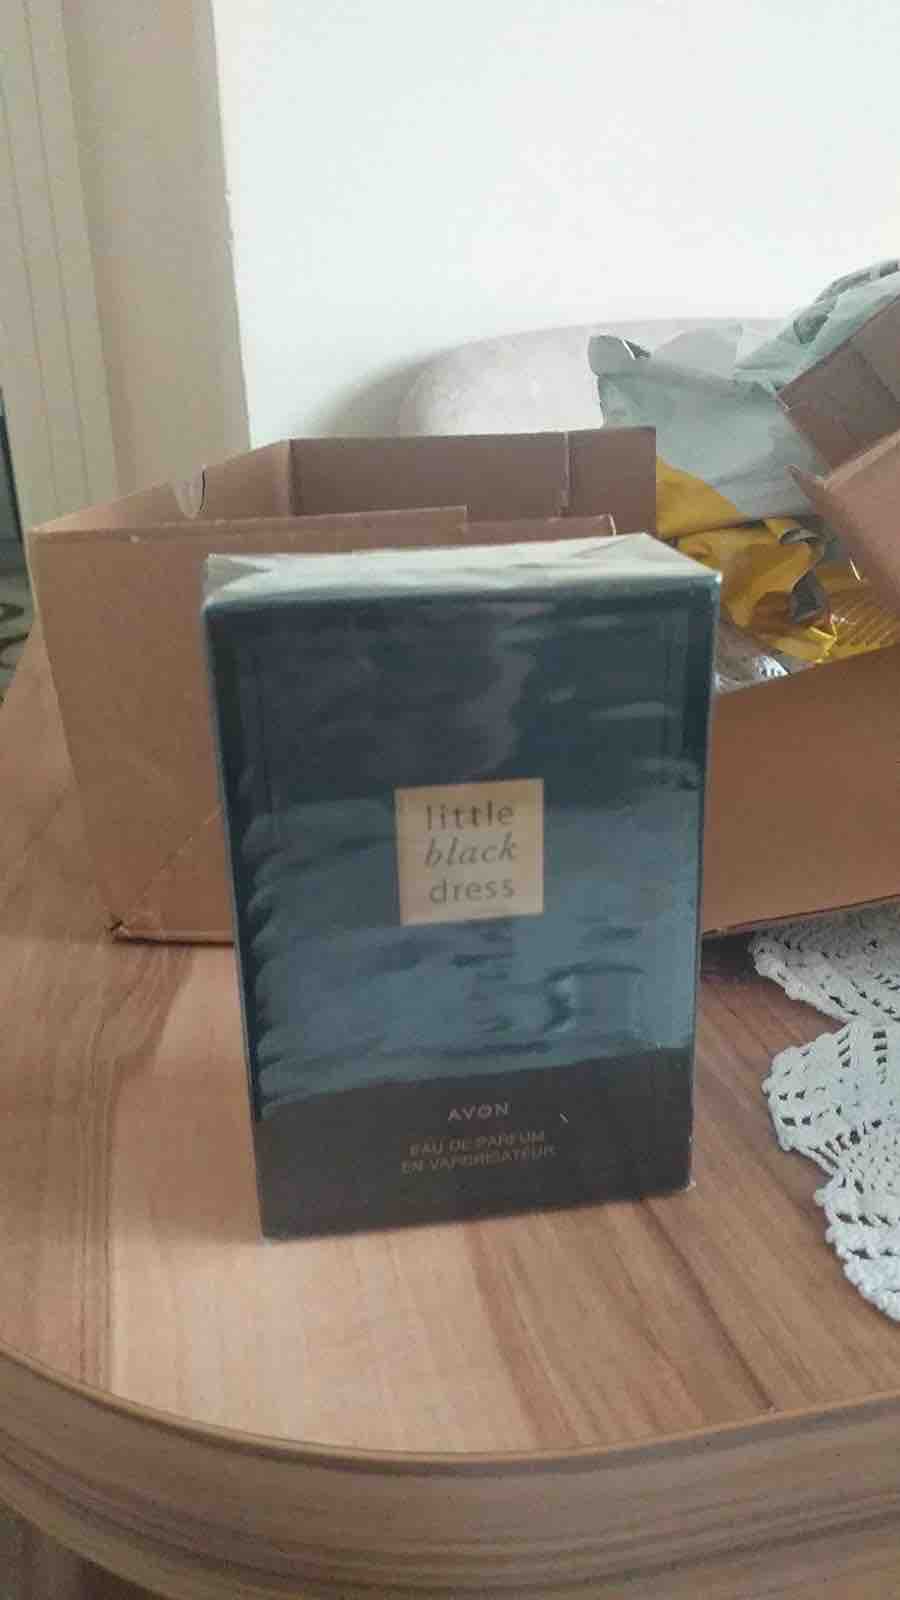 little
black
dress
AVON
EAU DE PARFUM
EN VAPORISATEUR